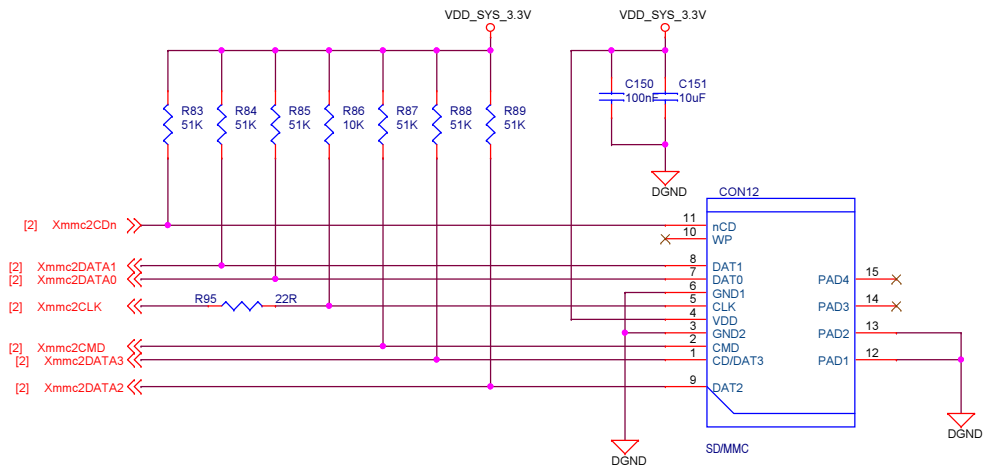 VDD_SYS_3.3V
VDD_SYS_3.3V
R83 51K
R84 51K
R85 51K
R86 10K
R87 51K
R88 51K
R89 51K
C150 100nF
C151 10uF
DGND
CON12
[2] Xmmc2CDn
11 nCD
10 WP
[2] Xmmc2DATA1
8 DAT1
[2] Xmmc2DATA0
7 DAT0
6 GND1
[2] Xmmc2CLK
R95 22R
5 CLK
4 VDD
3 GND2
[2] Xmmc2CMD
2 CMD
[2] Xmmc2DATA3
1 CD/DAT3
[2] Xmmc2DATA2
9 DAT2
PAD4 15
PAD3 14
PAD2 13
PAD1 12
DGND
SD/MMC
DGND